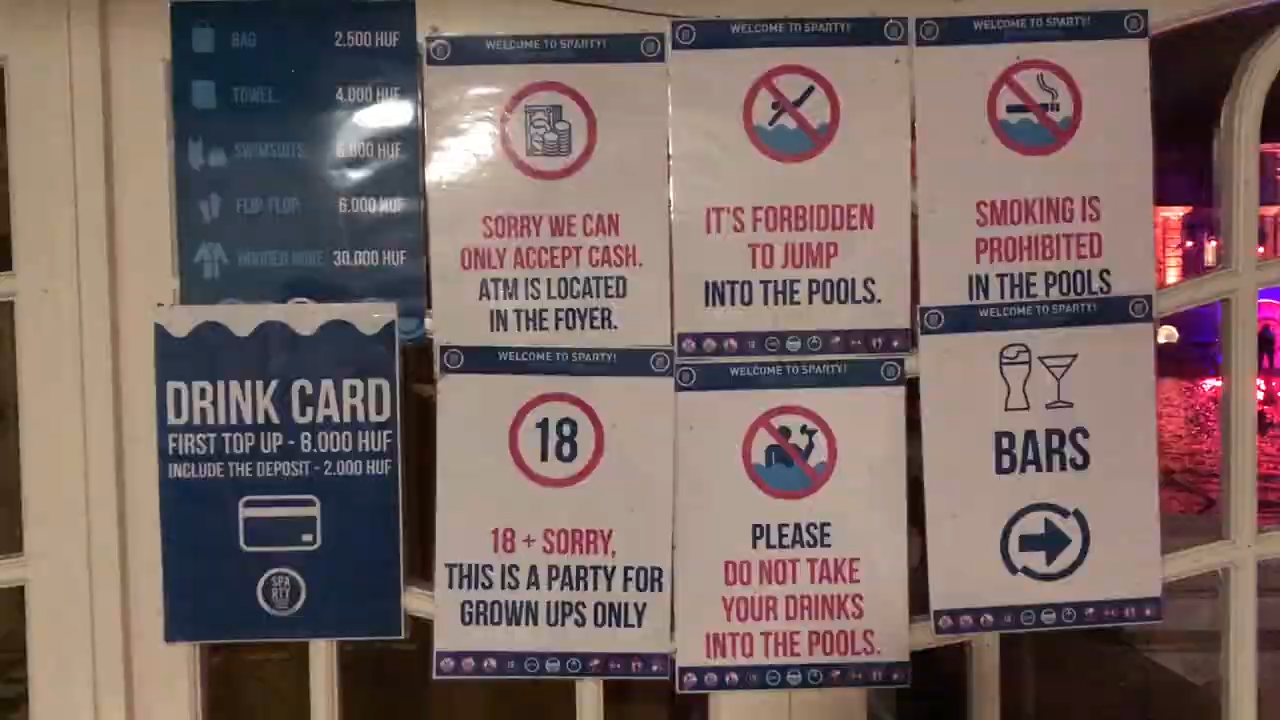 BAG 2.500 HUF
TOWEL 4.000 HUF
SWIMSUITS 6.000 HUF
FLIP FLOP 6.000 HUF
HOODED ROBE 30.000 HUF
DRINK CARD
FIRST TOP UP - 6.000 HUF
INCLUDE THE DEPOSIT - 2.000 HUF
SPA
RTY
WELCOME TO SPARTY!
SORRY WE CAN
ONLY ACCEPT CASH.
ATM IS LOCATED
IN THE FOYER.
WELCOME TO SPARTY!
IT'S FORBIDDEN
TO JUMP
INTO THE POOLS.
WELCOME TO SPARTY!
SMOKING IS
PROHIBITED
IN THE POOLS
WELCOME TO SPARTY!
18
18 + SORRY,
THIS IS A PARTY FOR
GROWN UPS ONLY
WELCOME TO SPARTY!
PLEASE
DO NOT TAKE
YOUR DRINKS
INTO THE POOLS.
WELCOME TO SPARTY!
BARS